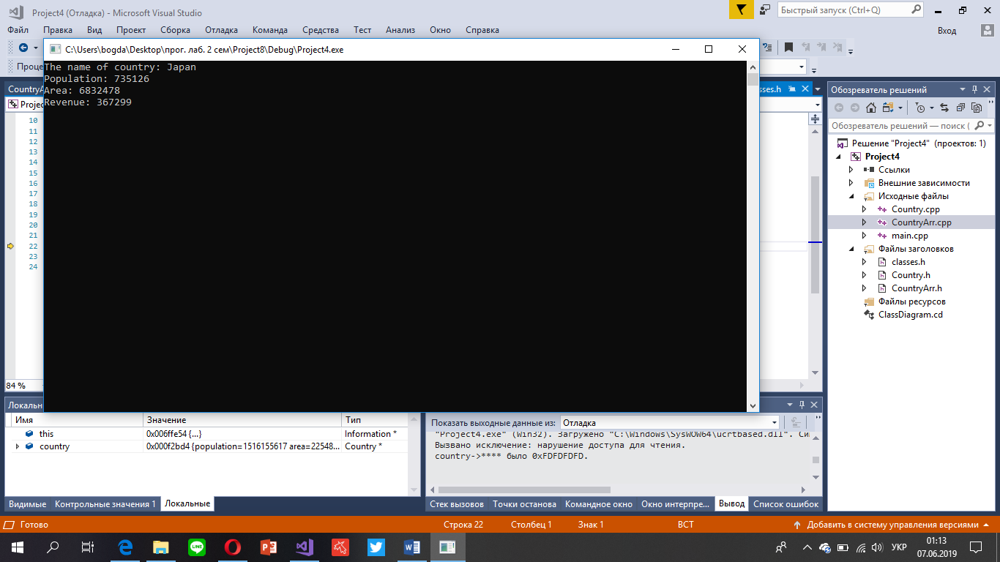 Project4 (Отладка) - Microsoft Visual Studio
Быстрый запуск (Ctrl+Q)
Файл Правка Вид Проект Сборка Отладка Команда Средства Тест Анализ Окно Справка
Вход
C:\Users\bogda\Desktop\прог. лаб. 2 сем\Project8\Debug\Project4.exe
The name of country: Japan
Population: 735126
Area: 6832478
Revenue: 367299
Проце
CountryA
sses.h
Projec
10
11
12
13
14
15
16
17
18
19
20
21
22
23
24
84 %
Обозреватель решений
Обозреватель решений — поиск (
Решение "Project4" (проектов: 1)
Project4
Ссылки
Внешние зависимости
Исходные файлы
Country.cpp
CountryArr.cpp
main.cpp
Файлы заголовков
classes.h
Country.h
CountryArr.h
Файлы ресурсов
ClassDiagram.cd
Локальн
Имя Значение Тип
this 0x006ffe54 {...} Information *
country 0x000f2bd4 {population=1516155617 area=22548... Country *
Видимые Контрольные значения 1 Локальные
Показать выходные данные из: Отладка
"Project4.exe" (Win32). Загружено "C:\Windows\SysWOW64\ucrtbased.dll". Си
Вызвано исключение: нарушение доступа для чтения.
country->**** было 0xFDFDFDFD.
Стек вызовов Точки останова Командное окно Окно интерпре... Вывод Список ошибок
Готово Строка 22 Столбец 1 Знак 1 ВСТ Добавить в систему управления версиями
LINE
УКР
01:13
07.06.2019